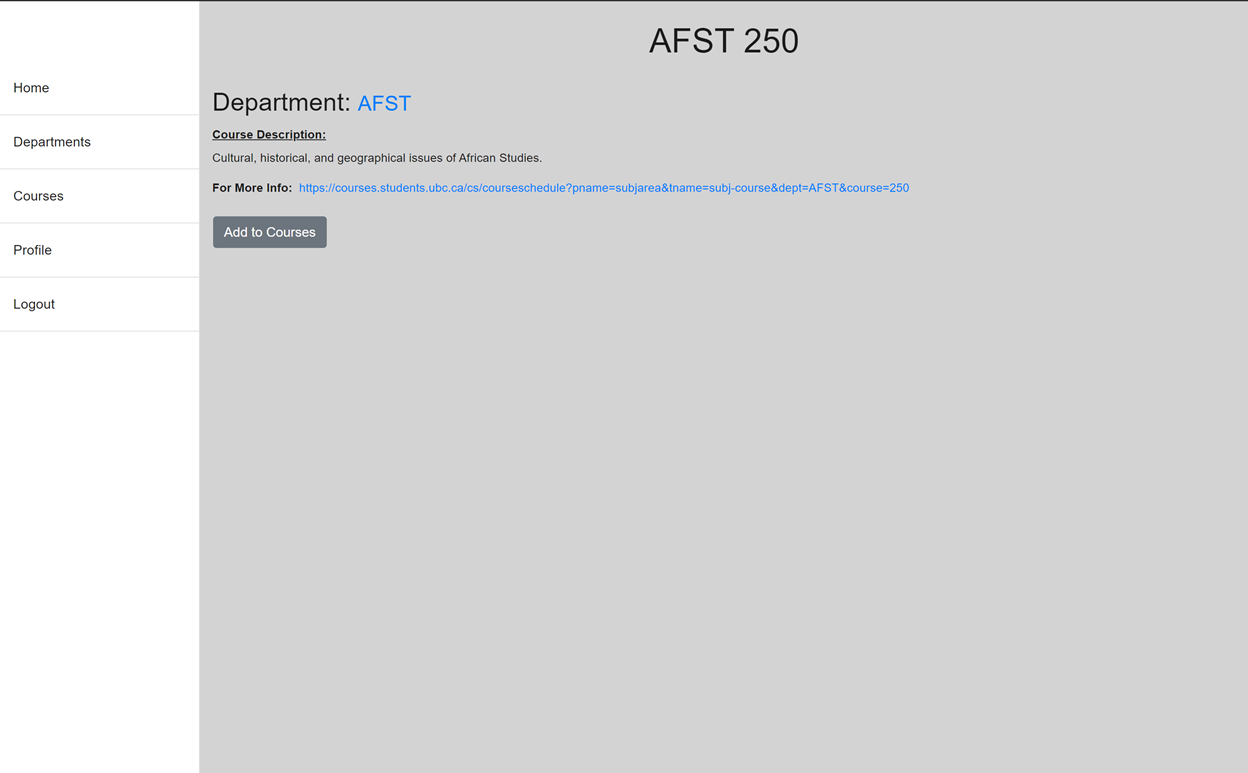 AFST 250
Home
Departments
Courses
Profile
Logout
Department: AFST
Course Description:
Cultural, historical, and geographical issues of African Studies.
For More Info: https://courses.students.ubc.ca/cs/courseschedule?pname=subjarea&tname=subj-course&dept=AFST&course=250
Add to Courses